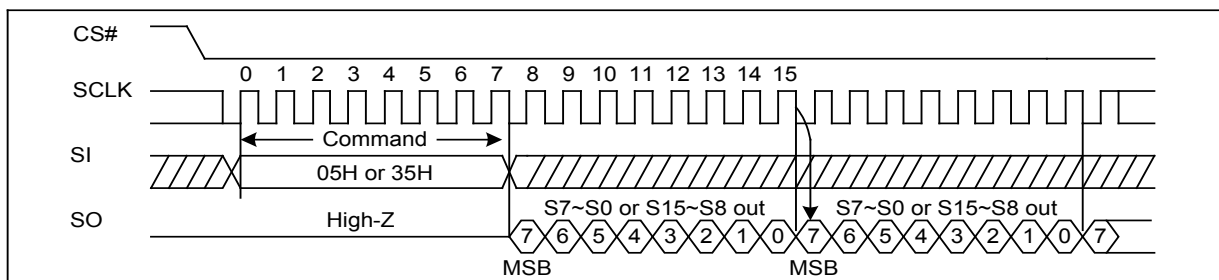 CS#
0 1 2 3 4 5 6 7 8 9 10 11 12 13 14 15
SCLK
Command
SI
05H or 35H
S7~S0 or S15~S8 out S7~S0 or S15~S8 out
SO High-Z 7 6 5 4 3 2 1 0 7 6 5 4 3 2 1 0 7
MSB MSB